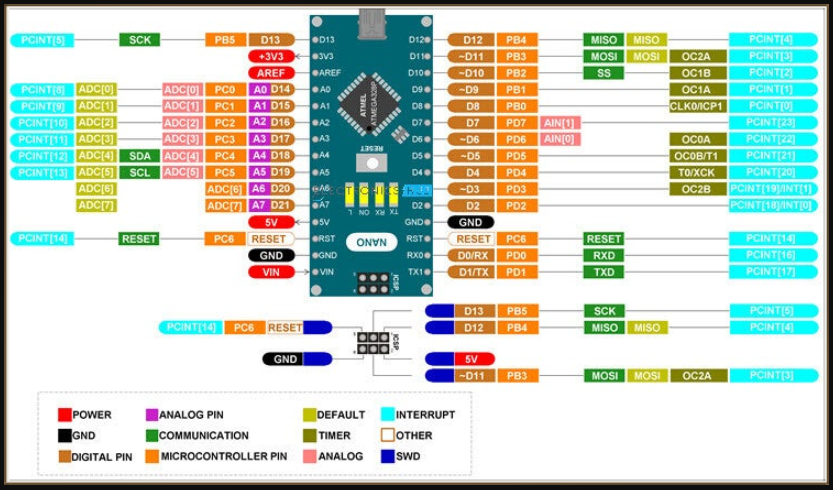 PCINT[5] SCK PB5 D13 D13 D12 D12 PB4 MISO MISO PCINT[4]
+3V3 3V3 D11 ~D11 PB3 MOSI MOSI OC2A PCINT[3]
AREF AREF D10 ~D10 PB2 SS OC1B PCINT[2]
PCINT[8] ADC[0] ADC[0] PC0 A0 D14 A0 D9 ~D9 PB1 OC1A PCINT[1]
PCINT[9] ADC[1] ADC[1] PC1 A1 D15 A1 D8 D8 PB0 CLK0/ICP1 PCINT[0]
PCINT[10] ADC[2] ADC[2] PC2 A2 D16 A2 D7 D7 PD7 AIN[1] PCINT[23]
PCINT[11] ADC[3] ADC[3] PC3 A3 D17 A3 D6 ~D6 PD6 AIN[0] OC0A PCINT[22]
PCINT[12] ADC[4] SDA ADC[4] PC4 A4 D18 A4 D5 ~D5 PD5 OC0B/T1 PCINT[21]
PCINT[13] ADC[5] SCL ADC[5] PC5 A5 D19 A5 D4 D4 PD4 T0/XCK PCINT[20]
ADC[6] ADC[6] A6 D20 A6 ~D3 PD3 OC2B PCINT[19]/INT[1]
ADC[7] ADC[7] A7 D21 A7 D2 D2 PD2 PCINT[18]/INT[0]
5V 5V GND GND
PCINT[14] RESET PC6 RESET RST RST RESET PC6 RESET PCINT[14]
GND GND RX0 D0/RX PD0 RXD PCINT[16]
VIN VIN TX1 D1/TX PD1 TXD PCINT[17]
ATMEL
ATMEGA328P
RESET
L ON RX TX
NANO
ICSP
D13 PB5 SCK PCINT[5]
PCINT[14] PC6 RESET D12 PB4 MISO MISO PCINT[4]
ICSP
GND 5V
~D11 PB3 MOSI MOSI OC2A PCINT[3]
POWER ANALOG PIN DEFAULT INTERRUPT
GND COMMUNICATION TIMER OTHER
DIGITAL PIN MICROCONTROLLER PIN ANALOG SWD